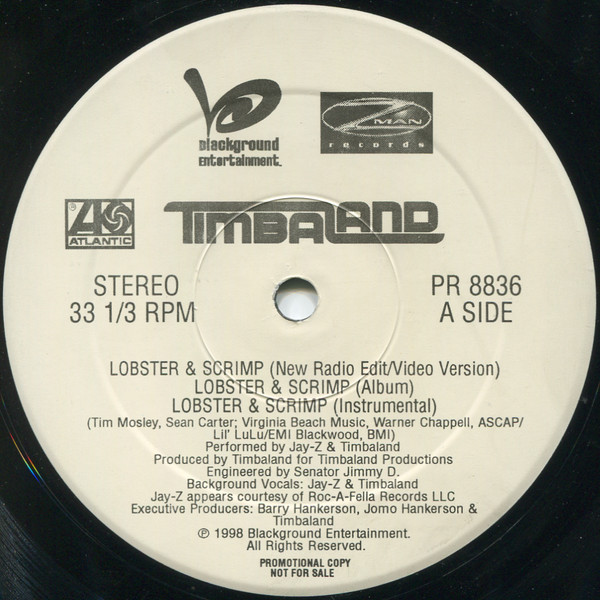 Blackground
Entertainment.
Z MAN
records
ATLANTIC
TIMBALAND
STEREO
33 1/3 RPM
PR 8836
A SIDE
LOBSTER & SCRIMP (New Radio Edit/Video Version)
LOBSTER & SCRIMP (Album)
LOBSTER & SCRIMP (Instrumental)
(Tim Mosley, Sean Carter; Virginia Beach Music, Warner Chappell, ASCAP/
Lil' LuLu/EMI Blackwood, BMI)
Performed by Jay-Z & Timbaland
Produced by Timbaland for Timbaland Productions
Engineered by Senator Jimmy D.
Background Vocals: Jay-Z & Timbaland
Jay-Z appears courtesy of Roc-A-Fella Records LLC
Executive Producers: Barry Hankerson, Jomo Hankerson &
Timbaland
℗ 1998 Blackground Entertainment.
All Rights Reserved.
PROMOTIONAL COPY
NOT FOR SALE